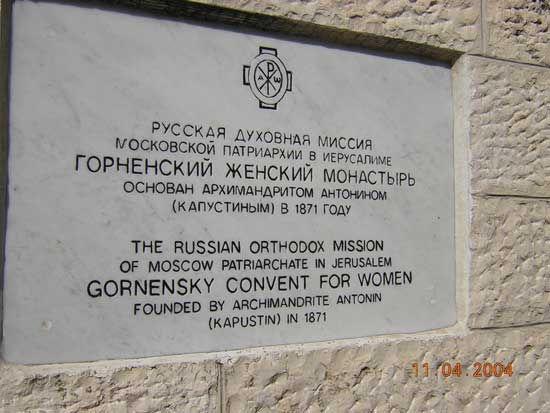 РУССКАЯ ДУХОВНАЯ МИССИЯ
МОСКОВСКОЙ ПАТРИАРХИИ В ИЕРУСАЛИМЕ
ГОРНЕНСКИЙ ЖЕНСКИЙ МОНАСТЫРЬ
ОСНОВАН АРХИМАНДРИТОМ АНТОНИНОМ
(КАПУСТИНЫМ) В 1871 ГОДУ
THE RUSSIAN ORTHODOX MISSION
OF MOSCOW PATRIARCHATE IN JERUSALEM
GORNENSKY CONVENT FOR WOMEN
FOUNDED BY ARCHIMANDRITE ANTONIN
(KAPUSTIN) IN 1871
11.04.2004